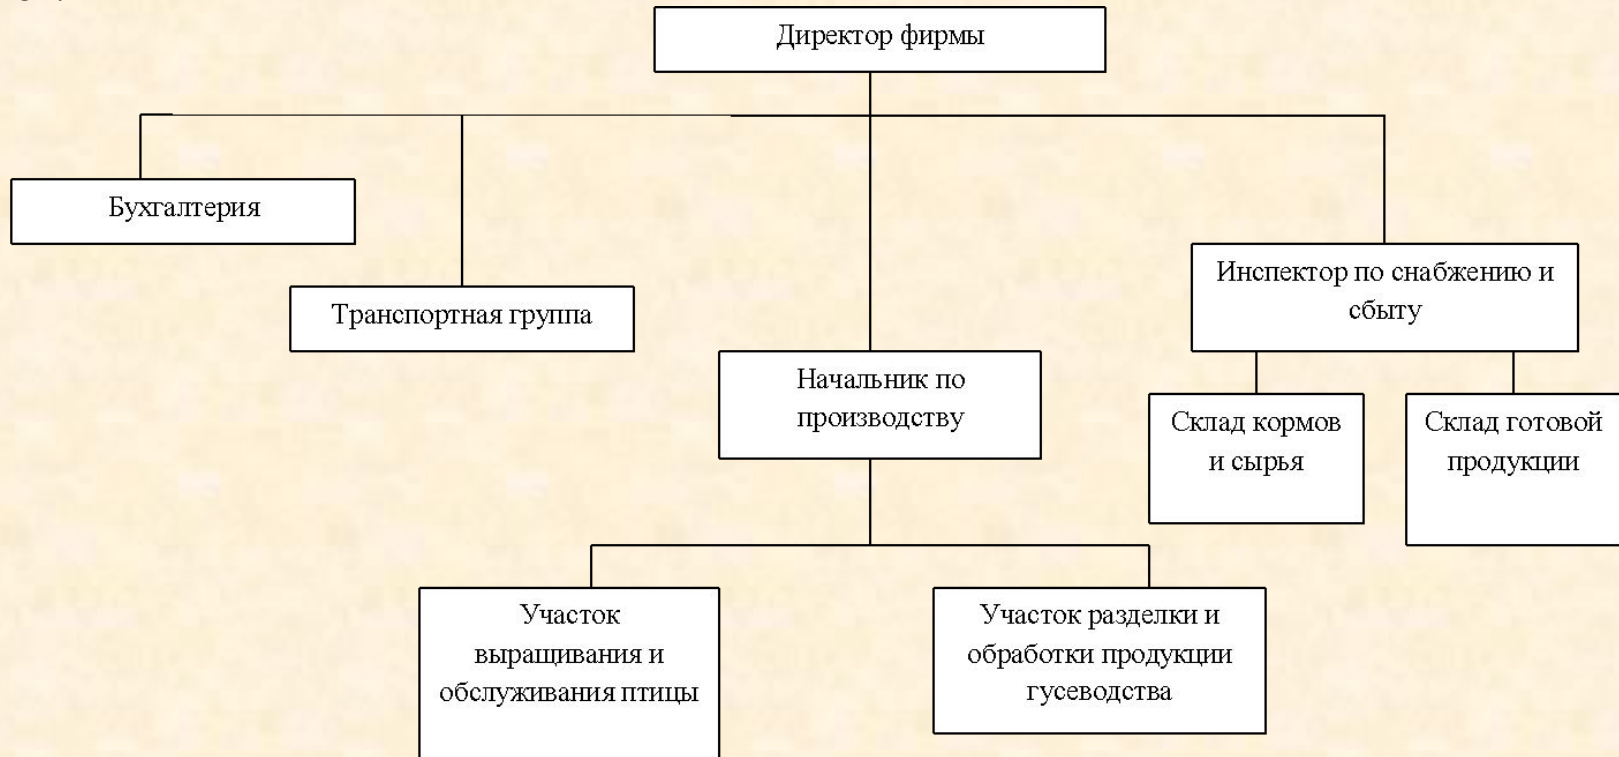 Директор фирмы
Бухгалтерия
Транспортная группа
Начальник по
производству
Инспектор по снабжению и
сбыту
Склад кормов
и сырья
Склад готовой
продукции
Участок
выращивания и
обслуживания птицы
Участок разделки и
обработки продукции
гусеводства